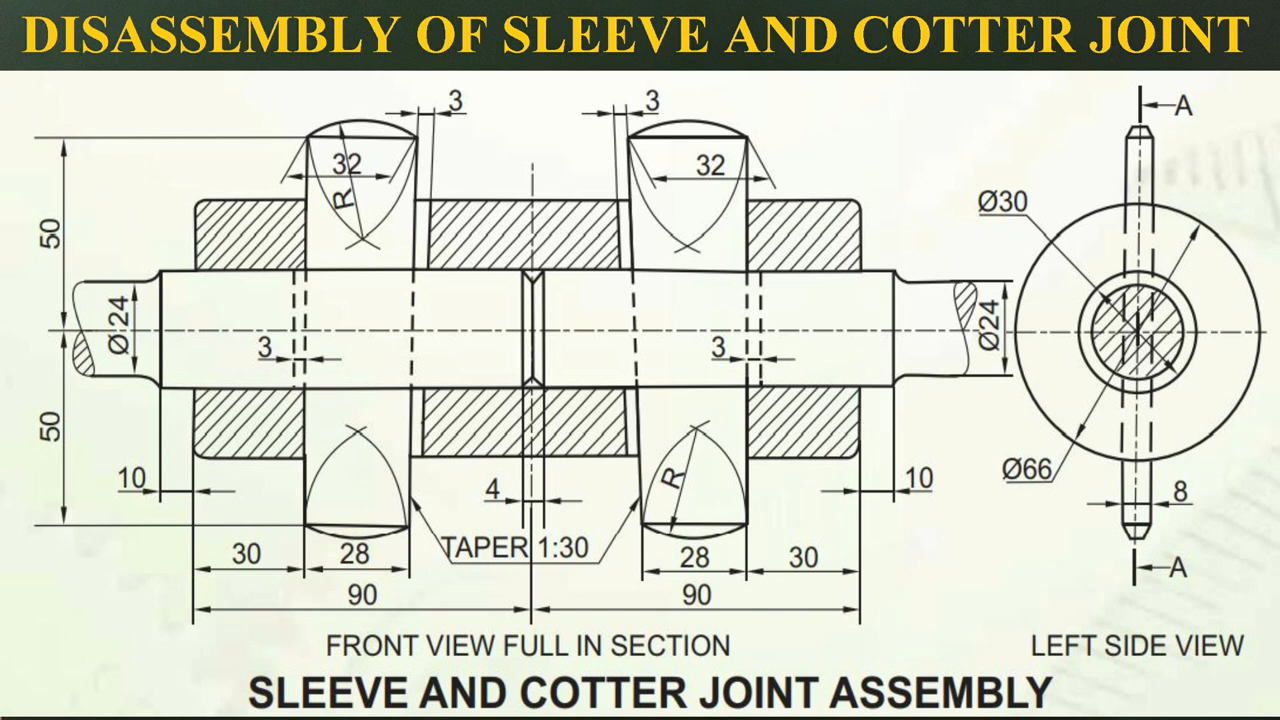 DISASSEMBLY OF SLEEVE AND COTTER JOINT
3
3
A
32
32
R
Ø30
50
Ø 24
3
3
Ø24
50
10
4
R
10
Ø66
8
TAPER 1:30
30
28
28
30
A
90
90
FRONT VIEW FULL IN SECTION
LEFT SIDE VIEW
SLEEVE AND COTTER JOINT ASSEMBLY